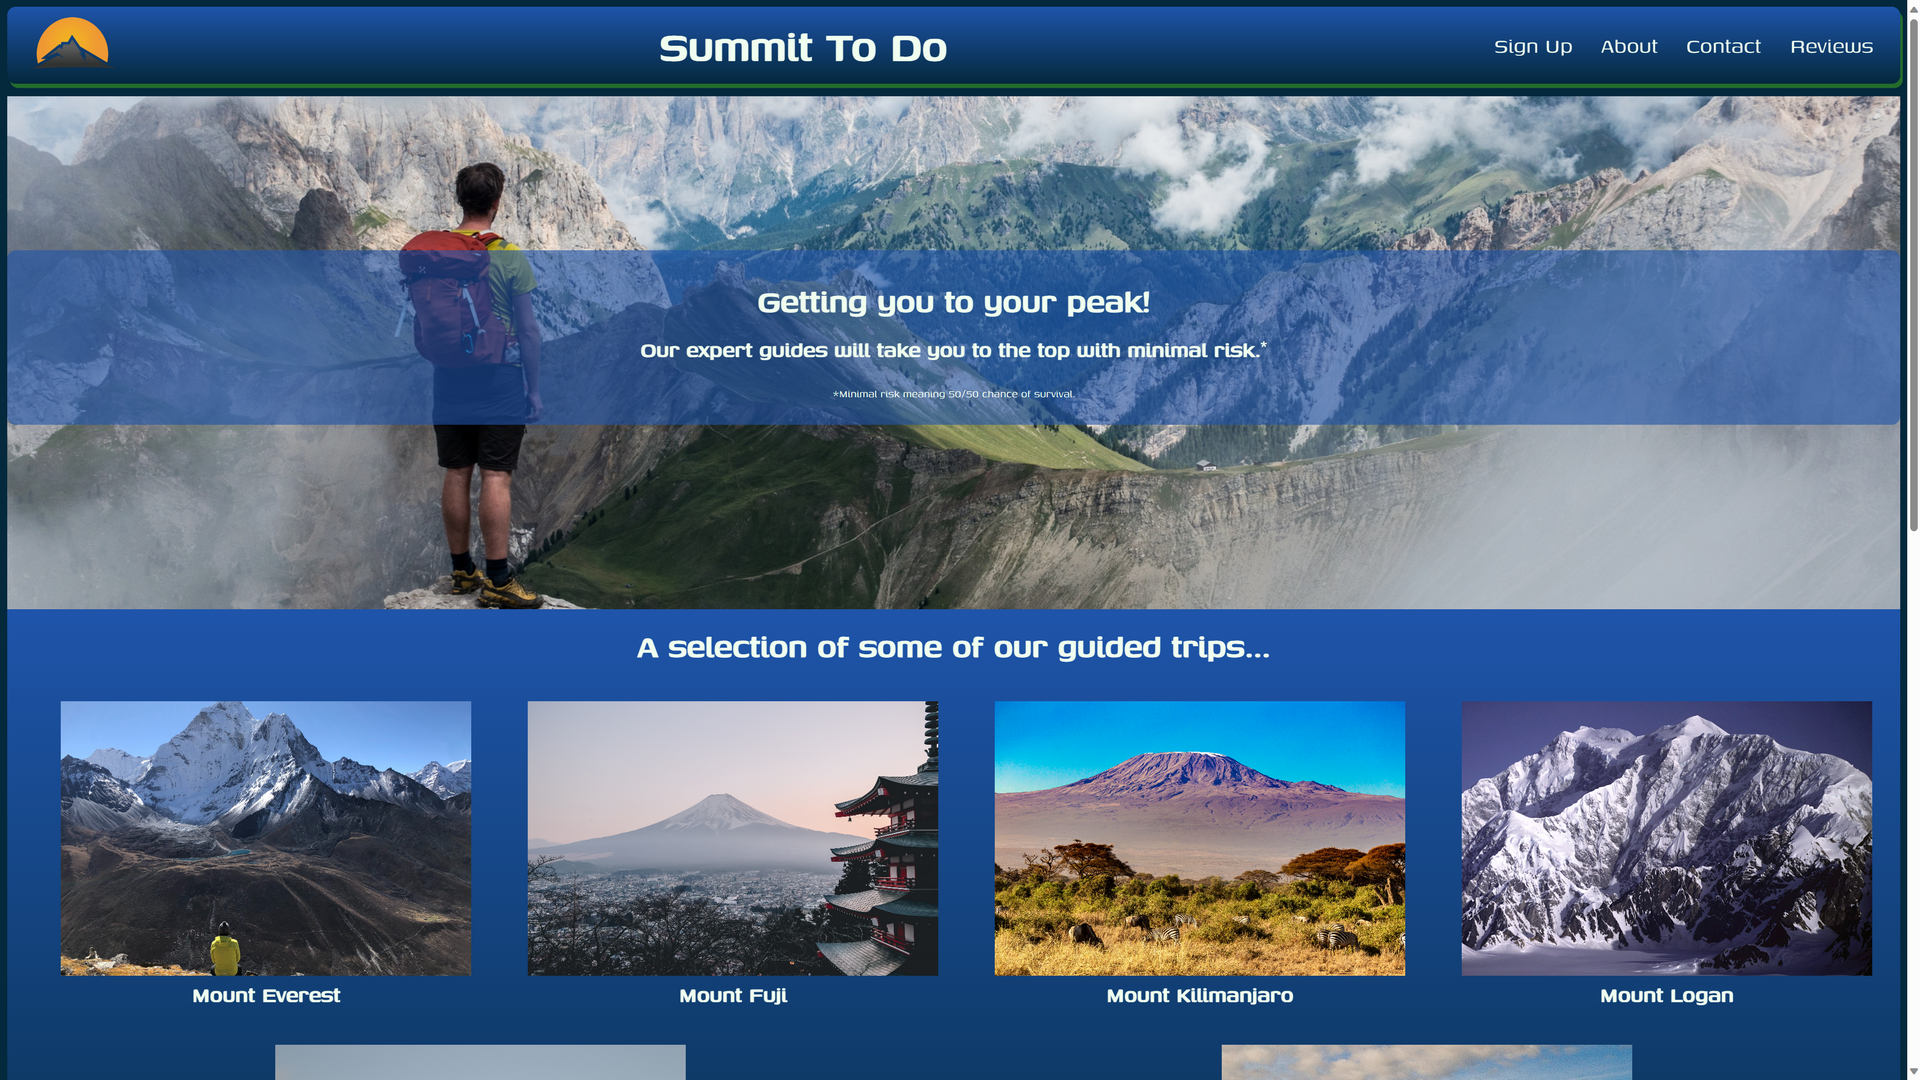 Summit To Do
Sign Up
About
Contact
Reviews
Getting you to your peak!
Our expert guides will take you to the top with minimal risk.*
*Minimal risk meaning 50/50 chance of survival.
A selection of some of our guided trips...
Mount Everest
Mount Fuji
Mount Kilimanjaro
Mount Logan